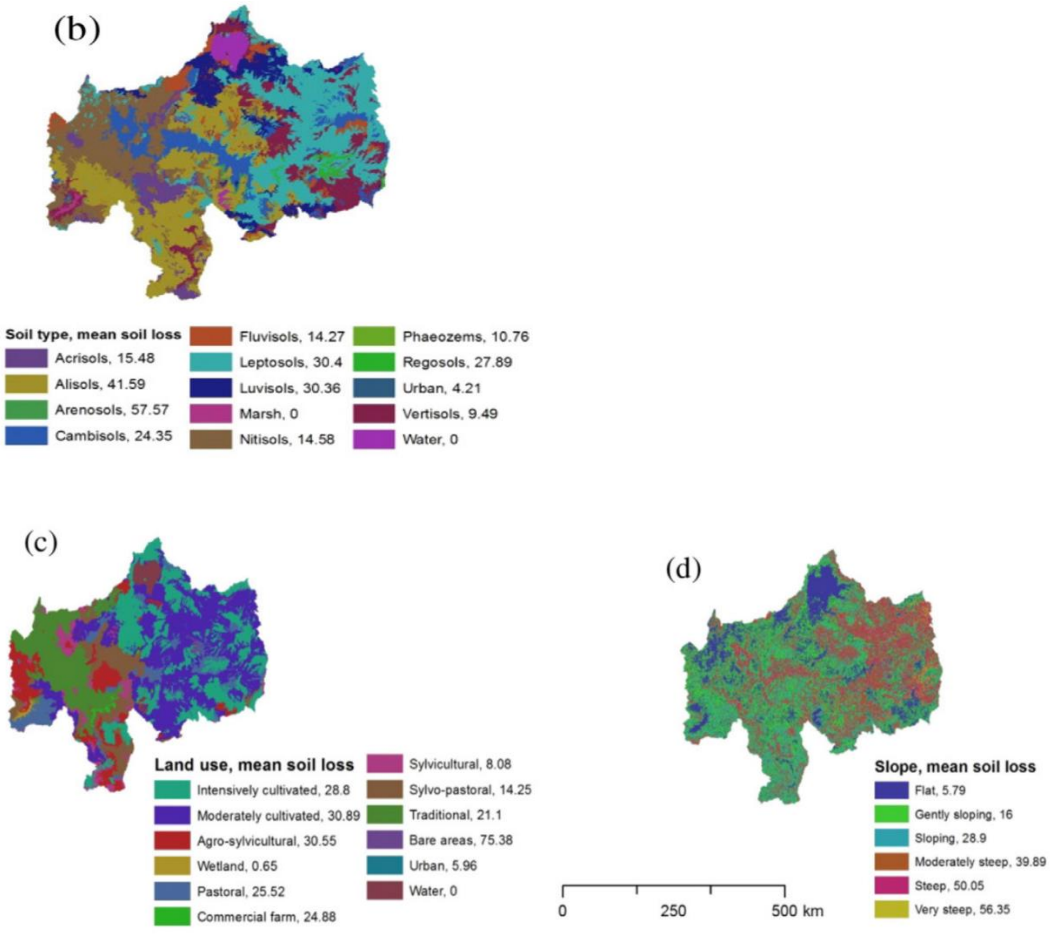 (b)
Soil type, mean soil loss
Acrisols, 15.48
Alisols, 41.59
Arenosols, 57.57
Cambisols, 24.35
Fluvisols, 14.27
Leptosols, 30.4
Luvisols, 30.36
Marsh, 0
Nitisols, 14.58
Phaeozems, 10.76
Regosols, 27.89
Urban, 4.21
Vertisols, 9.49
Water, 0
(c)
Land use, mean soil loss
Intensively cultivated, 28.8
Moderately cultivated, 30.89
Agro-sylvicultural, 30.55
Wetland, 0.65
Pastoral, 25.52
Commercial farm, 24.88
Sylvicultural, 8.08
Sylvo-pastoral, 14.25
Traditional, 21.1
Bare areas, 75.38
Urban, 5.96
Water, 0
(d)
Slope, mean soil loss
Flat, 5.79
Gently sloping, 16
Sloping, 28.9
Moderately steep, 39.89
Steep, 50.05
Very steep, 56.35
0 250 500 km